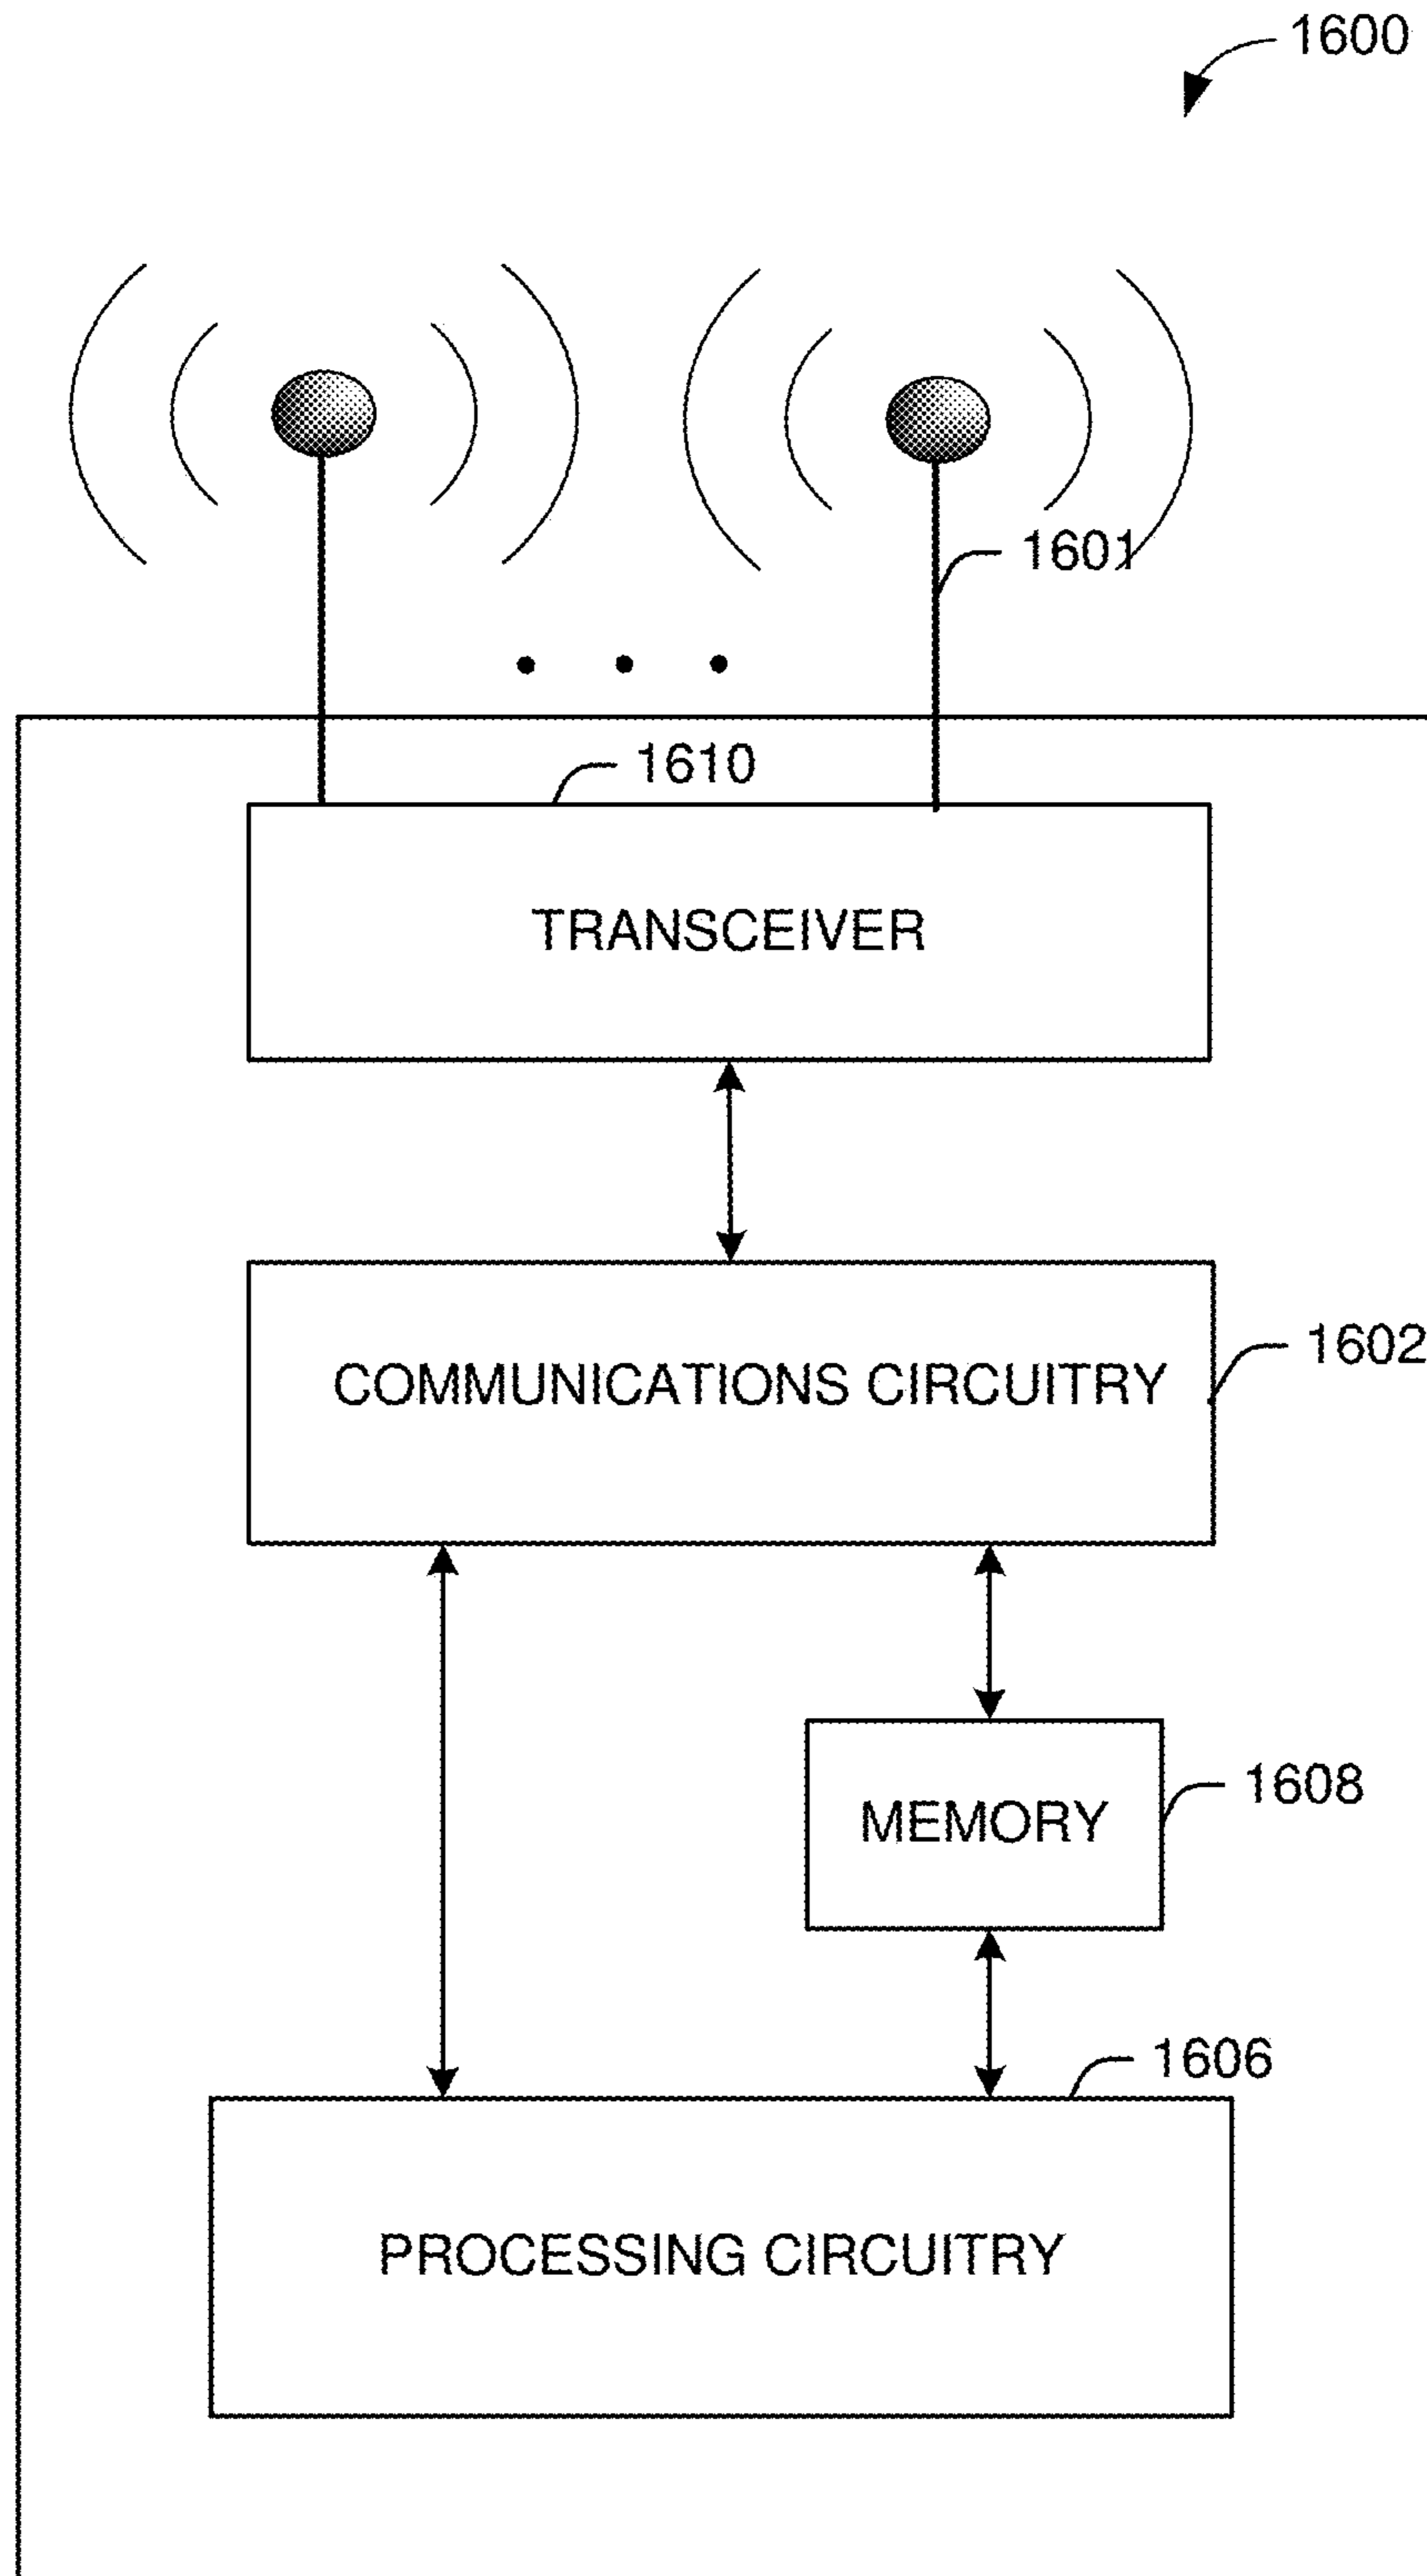 1600
1601
1610
TRANSCEIVER
COMMUNICATIONS CIRCUITRY
1602
MEMORY
1608
1606
PROCESSING CIRCUITRY